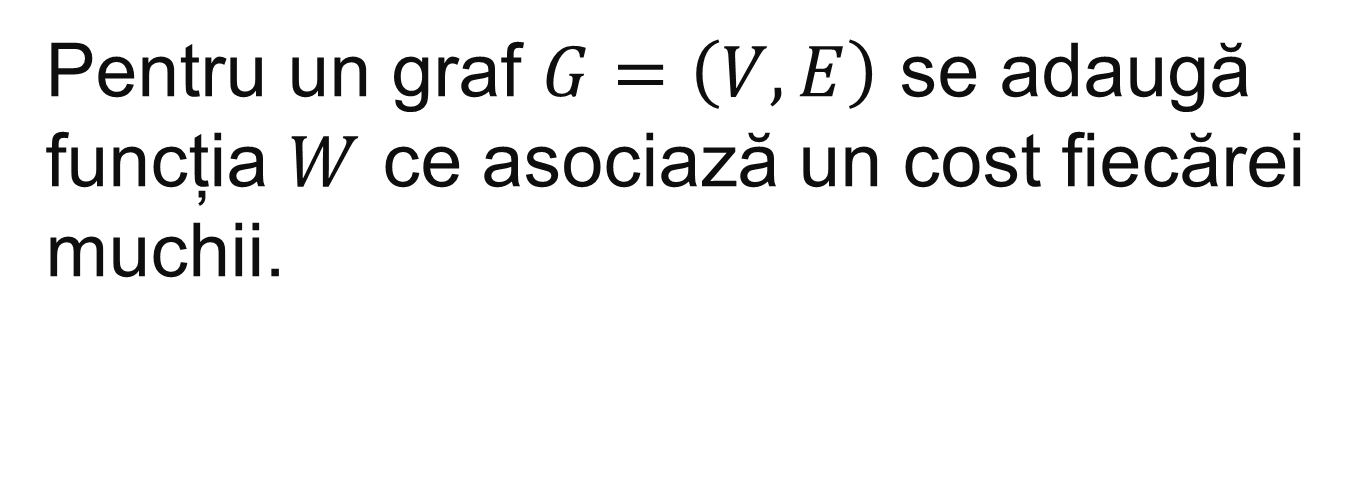 Pentru un graf G = (V, E) se adaugă
funcția W ce asociază un cost fiecărei
muchii.